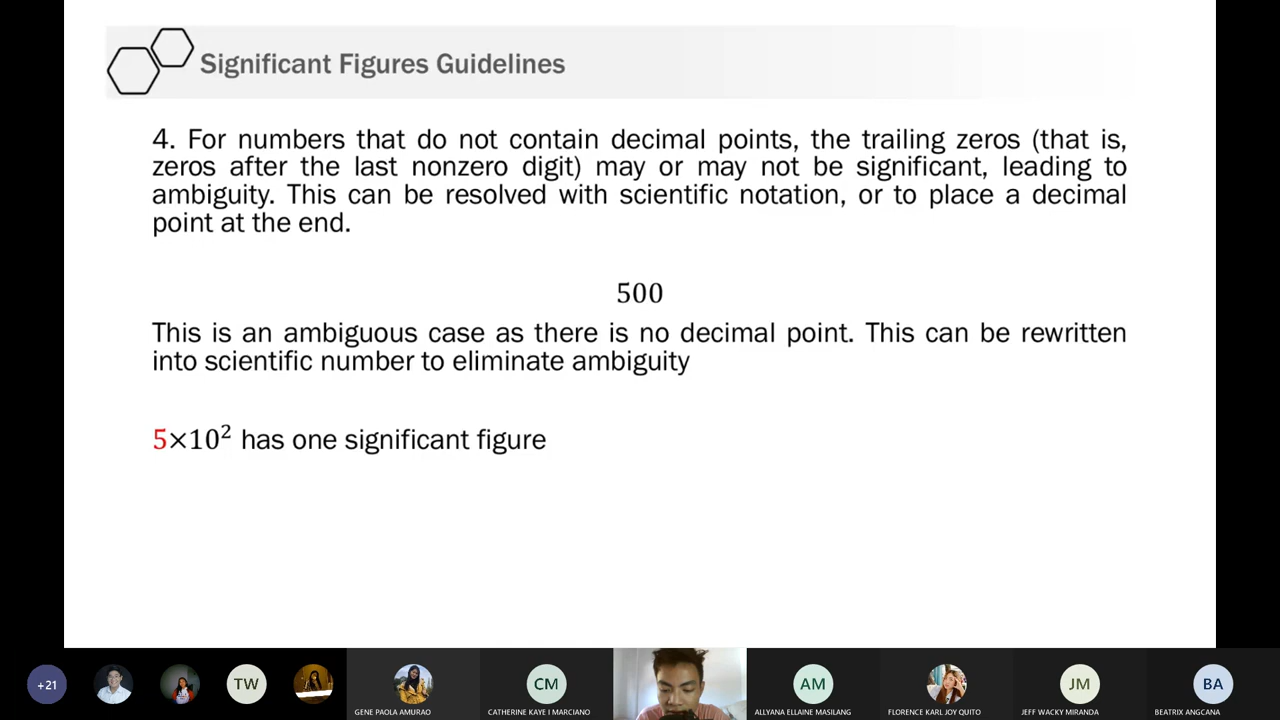 Significant Figures Guidelines
4. For numbers that do not contain decimal points, the trailing zeros (that is,
zeros after the last nonzero digit) may or may not be significant, leading to
ambiguity. This can be resolved with scientific notation, or to place a decimal
point at the end.
500
This is an ambiguous case as there is no decimal point. This can be rewritten
into scientific number to eliminate ambiguity
5×10² has one significant figure
+21
TW
CM
AM
JM
BA
GENE PAOLA AMURAO
CATHERINE KAYE I MARCIANO
ALLYANA ELLAINE MASILANG
FLORENCE KARL JOY QUITO
JEFF WACKY MIRANDA
BEATRIX ANGCANA